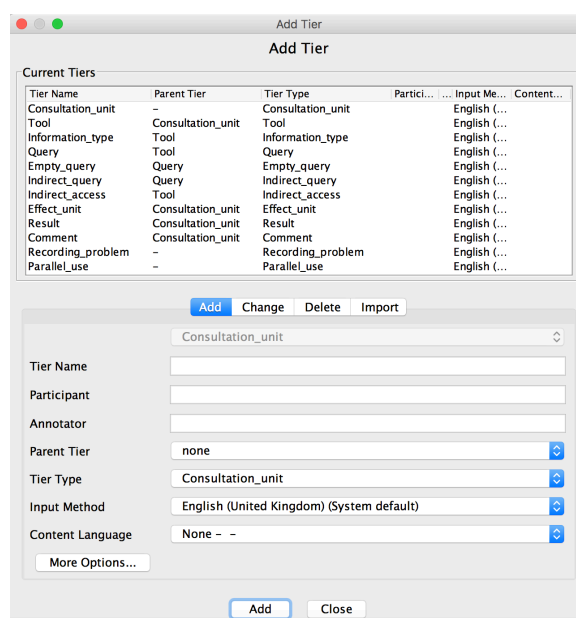 Add Tier
Add Tier
Current Tiers
Tier Name Parent Tier Tier Type Partici... ... Input Me... Content...
Consultation_unit – Consultation_unit English (...
Tool Consultation_unit Tool English (...
Information_type Tool Information_type English (...
Query Tool Query English (...
Empty_query Query Empty_query English (...
Indirect_query Query Indirect_query English (...
Indirect_access Tool Indirect_access English (...
Effect_unit Consultation_unit Effect_unit English (...
Result Consultation_unit Result English (...
Comment Consultation_unit Comment English (...
Recording_problem – Recording_problem English (...
Parallel_use – Parallel_use English (...
Add Change Delete Import
Consultation_unit
Tier Name
Participant
Annotator
Parent Tier none
Tier Type Consultation_unit
Input Method English (United Kingdom) (System default)
Content Language None – –
More Options...
Add Close